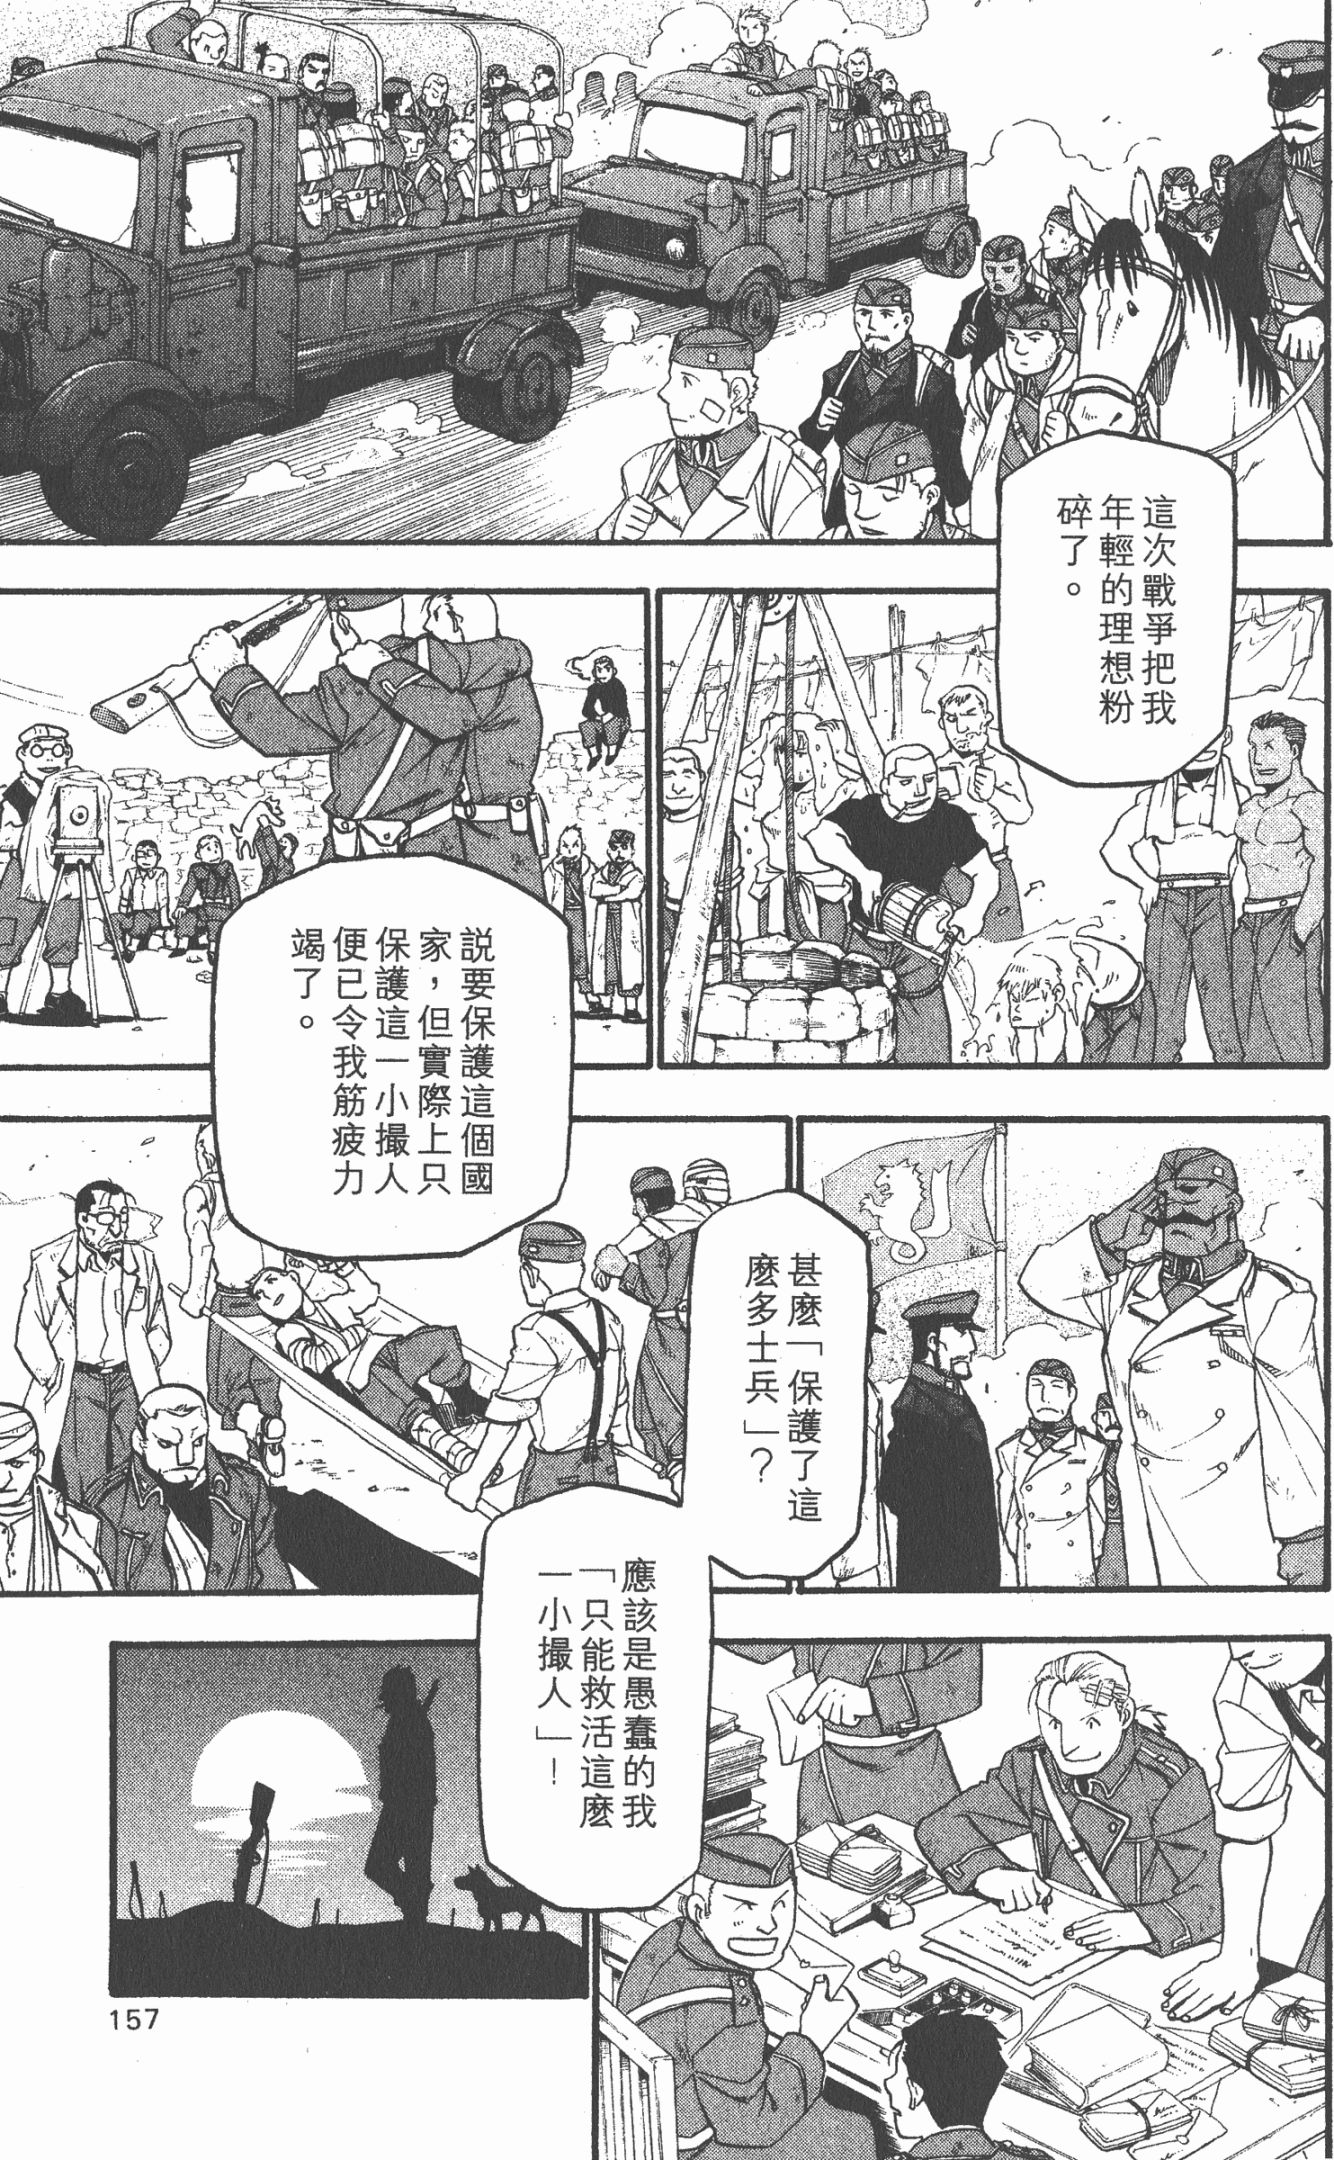 這次戰爭把我
年輕的理想粉
碎了。
說要保護這個國
家，但實際上只
保護這一小撮人
便已令我筋疲力
竭了。
甚麼「保護了這
麼多士兵」？
應該是愚蠢的我
「只能救活這麼
一小撮人」！
157